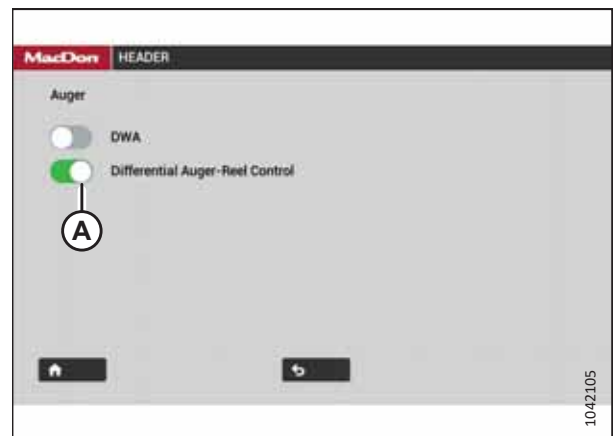 MacDon HEADER
Auger
DWA
Differential Auger-Reel Control
A
1042105